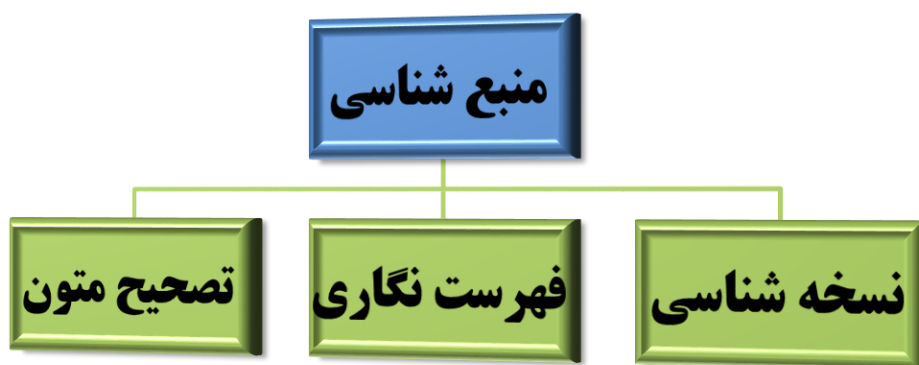 منبع شناسی
نسخه شناسی
فهرست نگاری
تصحیح متون